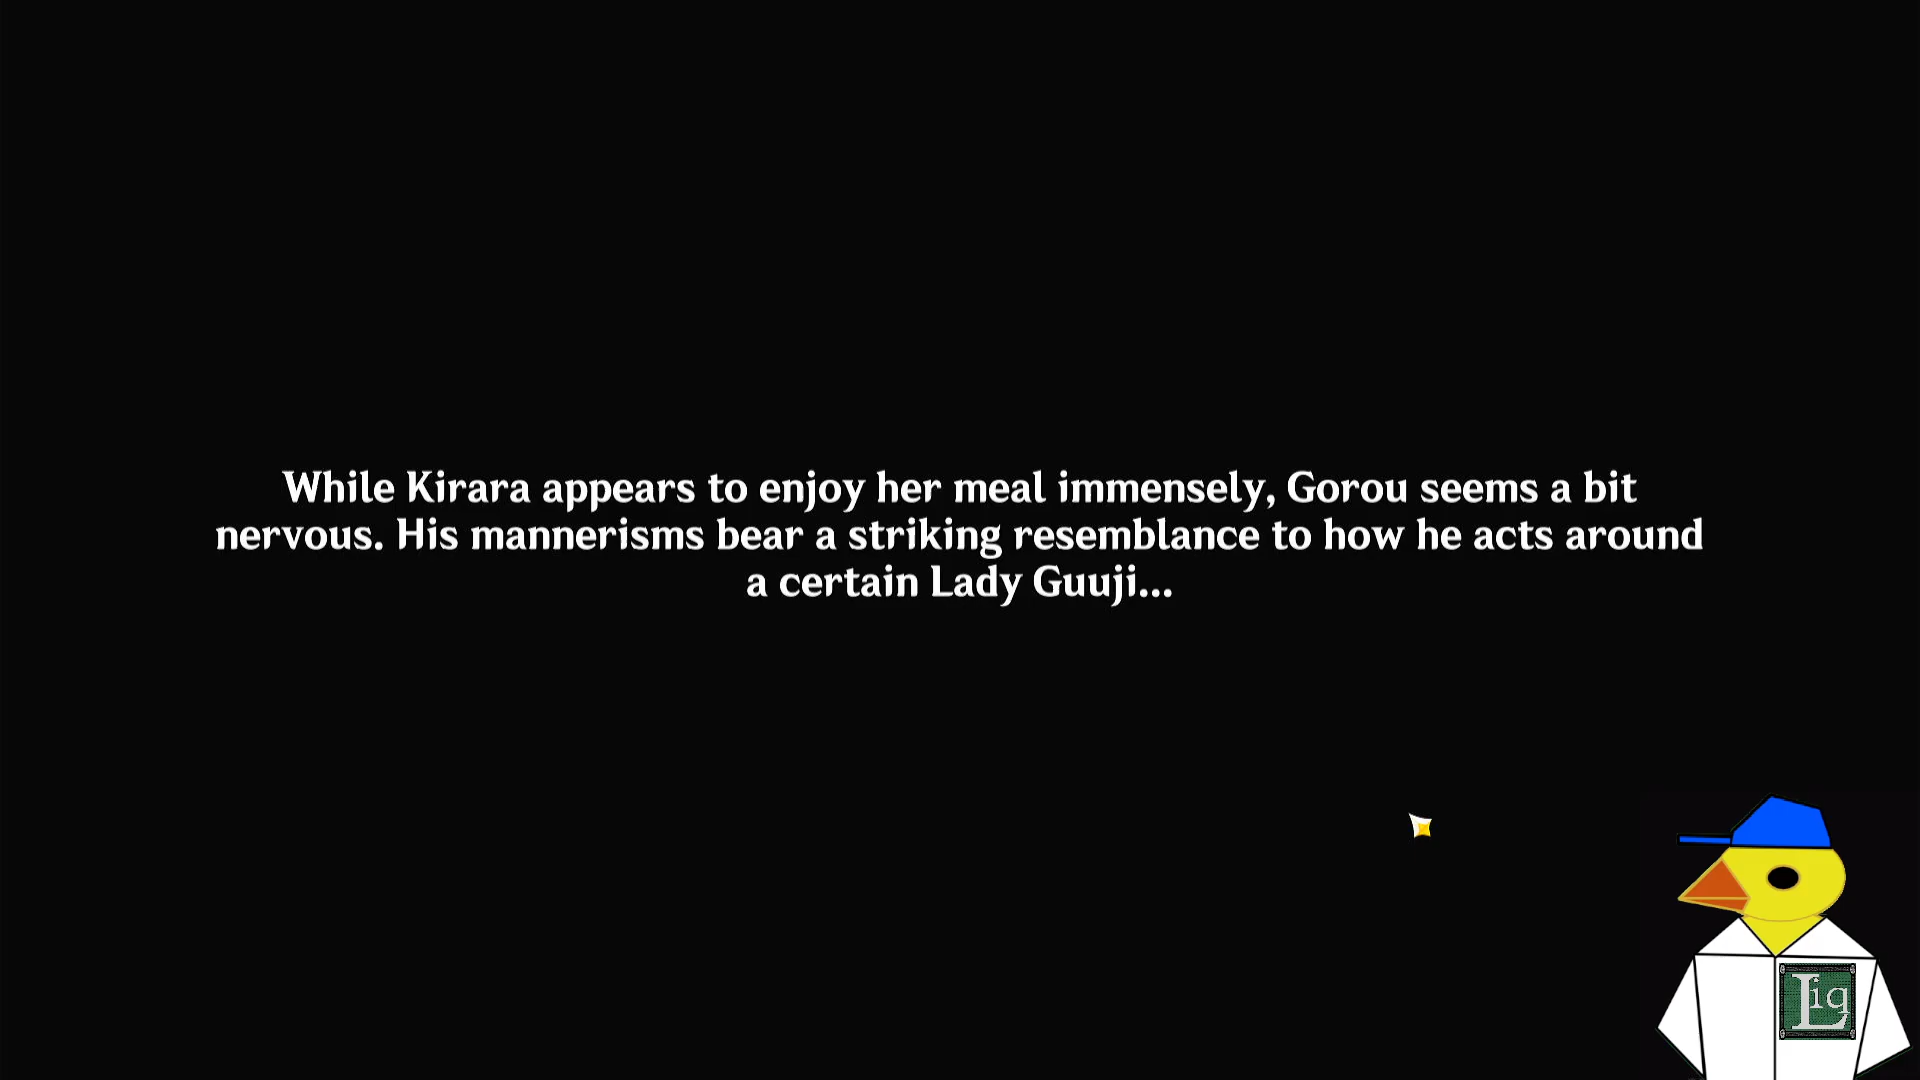 While Kirara appears to enjoy her meal immensely, Gorou seems a bit
nervous. His mannerisms bear a striking resemblance to how he acts around
a certain Lady Guuji...
Liq